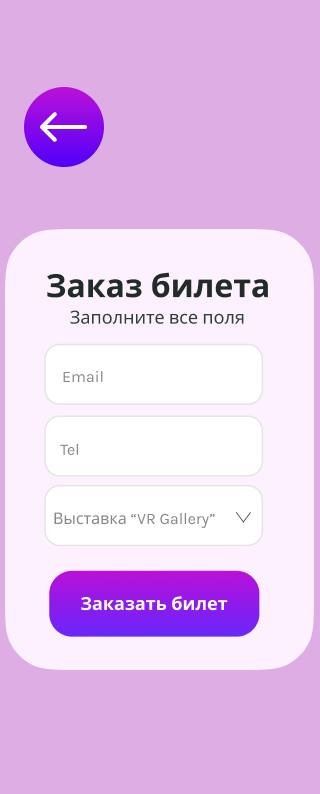 Заказ билета
Заполните все поля
Email
Tel
Выставка “VR Gallery”
Заказать билет